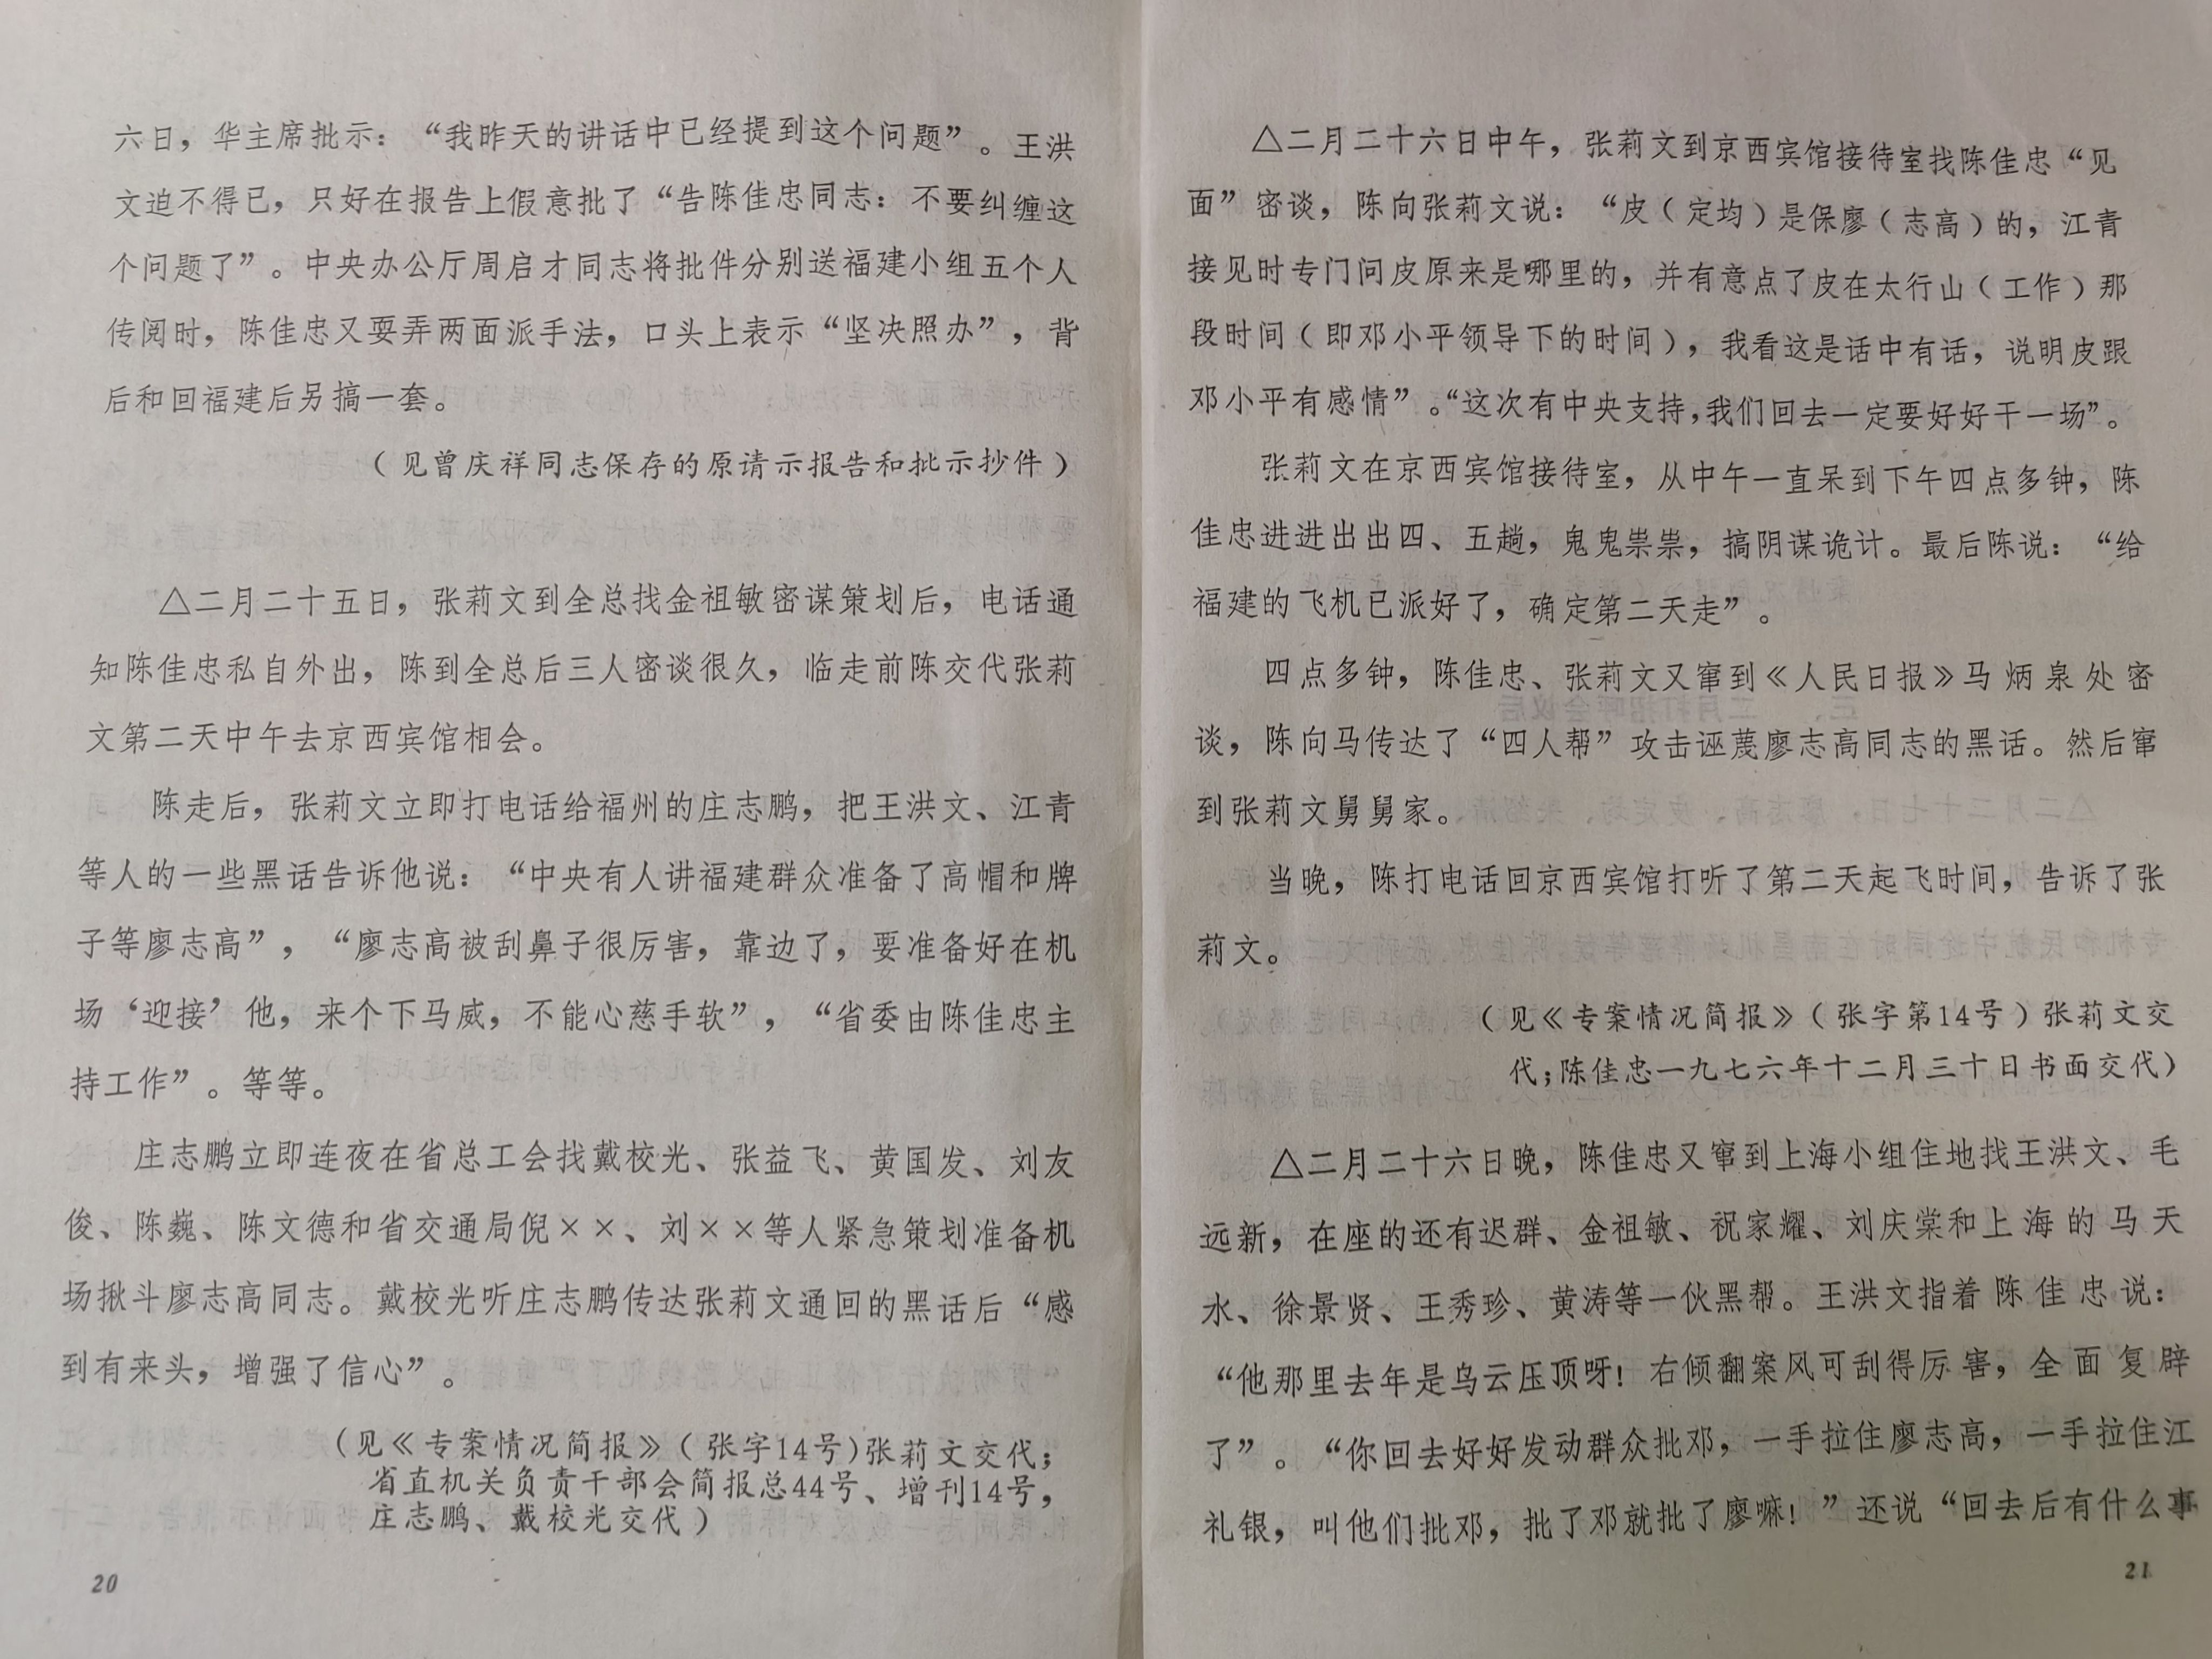 六日，华主席批示：“我昨天的讲话中已经提到这个问题”。王洪
文迫不得已，只好在报告上假意批了“告陈佳忠同志：不要纠缠这
个问题了”。中央办公厅周启才同志将批件分别送福建小组五个人
传阅时，陈佳忠又耍弄两面派手法，口头上表示“坚决照办”，背
后和回福建后另搞一套。
（见曾庆祥同志保存的原请示报告和批示抄件）
△二月二十五日，张莉文到全总找金祖敏密谋策划后，电话通
知陈佳忠私自外出，陈到全总后三人密谈很久，临走前陈交代张莉
文第二天中午去京西宾馆相会。
陈走后，张莉文立即打电话给福州的庄志鹏，把王洪文、江青
等人的一些黑话告诉他说：“中央有人讲福建群众准备了高帽和牌
子等廖志高”，“廖志高被刮鼻子很厉害，靠边了，要准备好在机
场‘迎接’他，来个下马威，不能心慈手软”，“省委由陈佳忠主
持工作”。等等。
庄志鹏立即连夜在省总工会找戴校光、张益飞、黄国发、刘友
俊、陈巍、陈文德和省交通局倪××、刘××等人紧急策划准备机
场揪斗廖志高同志。戴校光听庄志鹏传达张莉文通回的黑话后“感
到有来头，增强了信心”。
（见《专案情况简报》（张字14号)张莉文交代；
省直机关负责干部会简报总44号、增刊14号，
庄志鹏、戴校光交代）
20
△二月二十六日中午，张莉文到京西宾馆接待室找陈佳忠“见
面”密谈，陈向张莉文说：“皮（定均）是保廖（志高）的，江青
接见时专门问皮原来是哪里的，并有意点了皮在太行山（工作）那
段时间（即邓小平领导下的时间），我看这是话中有话，说明皮跟
邓小平有感情”。“这次有中央支持，我们回去一定要好好干一场”。
张莉文在京西宾馆接待室，从中午一直呆到下午四点多钟，陈
佳忠进进出出四、五趟，鬼鬼祟祟，搞阴谋诡计。最后陈说：“给
福建的飞机已派好了，确定第二天走”。
四点多钟，陈佳忠、张莉文又窜到《人民日报》马炳泉处密
谈，陈向马传达了“四人帮”攻击诬蔑廖志高同志的黑话。然后窜
到张莉文舅舅家。
当晚，陈打电话回京西宾馆打听了第二天起飞时间，告诉了张
莉文。
（见《专案情况简报》（张字第14号）张莉文交
代；陈佳忠一九七六年十二月三十日书面交代）
△二月二十六日晚，陈佳忠又窜到上海小组住地找王洪文、毛
远新，在座的还有迟群、金祖敏、祝家耀、刘庆棠和上海的马天
水、徐景贤、王秀珍、黄涛等一伙黑帮。王洪文指着陈佳忠说：
“他那里去年是乌云压顶呀！右倾翻案风可刮得厉害，全面复辟
了”。“你回去好好发动群众批邓，一手拉住廖志高，一手拉住江
礼银，叫他们批邓，批了邓就批了廖嘛！”还说“回去后有什么事
21